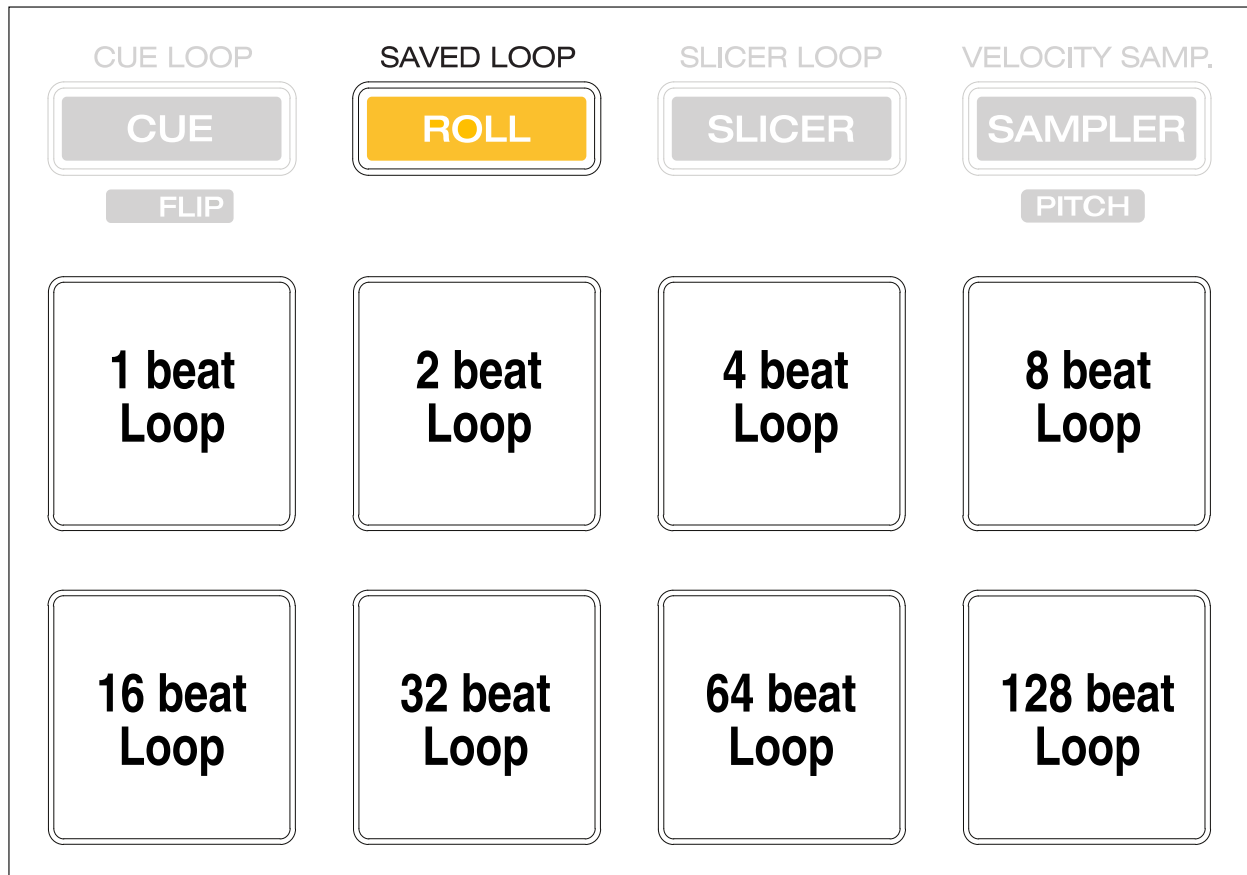 CUE LOOP SAVED LOOP SLICER LOOP VELOCITY SAMP.
CUE ROLL SLICER SAMPLER
FLIP PITCH
1 beat 2 beat 4 beat 8 beat
Loop Loop Loop Loop
16 beat 32 beat 64 beat 128 beat
Loop Loop Loop Loop